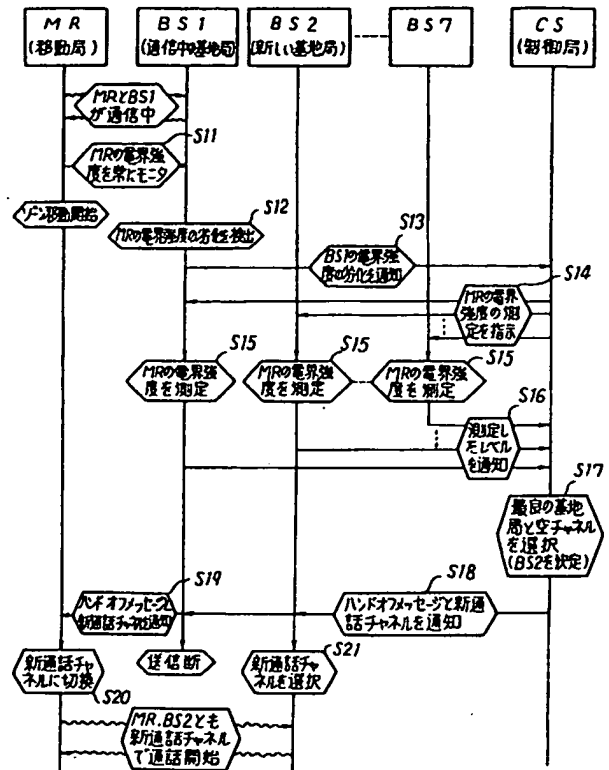 MR
(移動局)
BS1
(通信中の基地局)
BS2
(新しい基地局)
BS7
CS
(制御局)
MRとBS1
が通信中
S11
MRの電界強
度を常にモニタ
ゾーン移動開始
S12
MRの電界強度の劣化を検出
S13
BS1の電界強
度の劣化を通知
S14
MRの電界
強度の測
定を指示
S15
MRの電界強
度を測定
S15
MRの電界強
度を測定
S15
MRの電界強
度を測定
S16
測定し
たレベル
を通知
S17
最良の基地
局と空チャネル
を選択
(BS2を決定)
S18
ハンドオフメッセージと新通
話チャネルを通知
S19
ハンドオフメッセージと
新通話チャネルを通知
新通話チャ
ネルに切換
S20
送信断
S21
新通話チャ
ネルを選択
MR.BS2とも
新通話チャネル
で通話開始